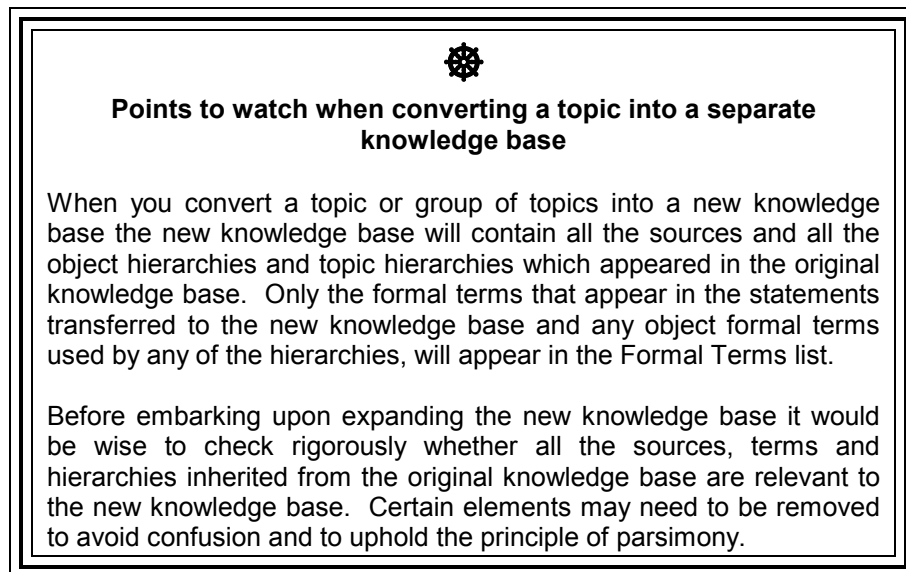 Points to watch when converting a topic into a separate
knowledge base
When you convert a topic or group of topics into a new knowledge
base the new knowledge base will contain all the sources and all the
object hierarchies and topic hierarchies which appeared in the original
knowledge base.  Only the formal terms that appear in the statements
transferred to the new knowledge base and any object formal terms
used by any of the hierarchies, will appear in the Formal Terms list.
Before embarking upon expanding the new knowledge base it would
be wise to check rigorously whether all the sources, terms and
hierarchies inherited from the original knowledge base are relevant to
the new knowledge base.  Certain elements may need to be removed
to avoid confusion and to uphold the principle of parsimony.